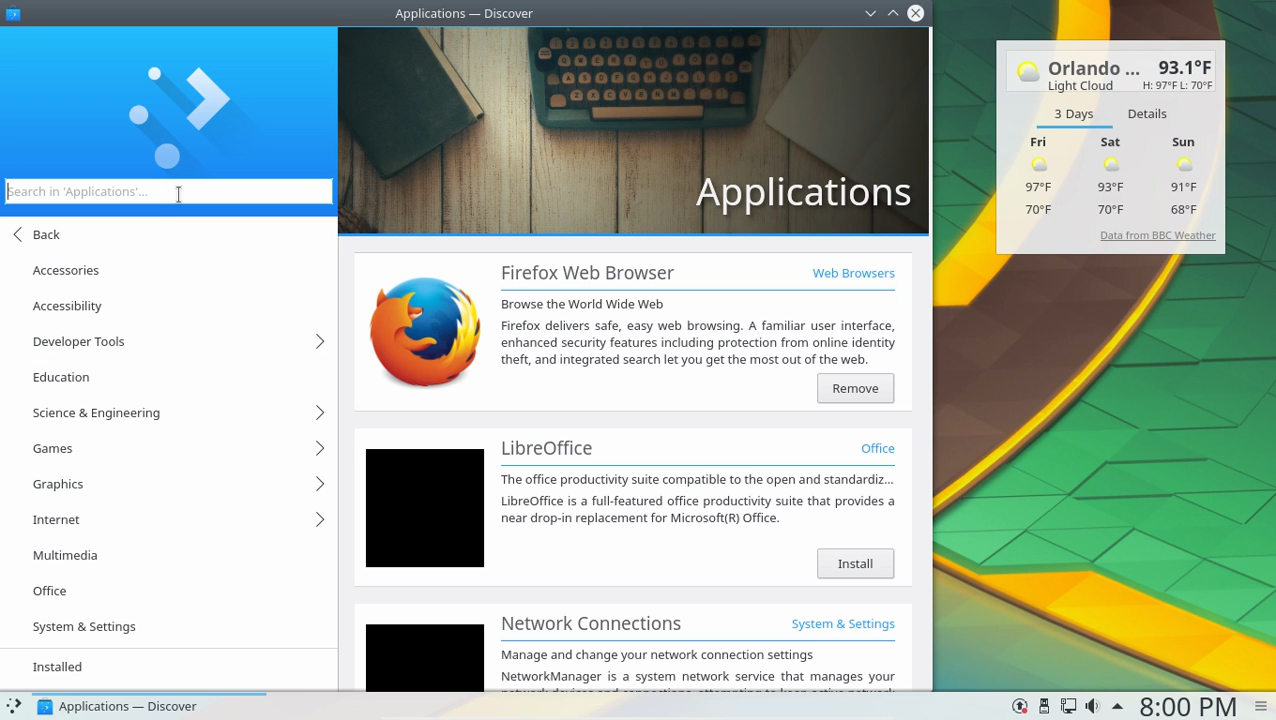 Applications — Discover
Search in 'Applications'...
Back
Accessories
Accessibility
Developer Tools
Education
Science & Engineering
Games
Graphics
Internet
Multimedia
Office
System & Settings
Installed
Applications
Firefox Web Browser
Web Browsers
Browse the World Wide Web
Firefox delivers safe, easy web browsing. A familiar user interface,
enhanced security features including protection from online identity
theft, and integrated search let you get the most out of the web.
Remove
LibreOffice
Office
The office productivity suite compatible to the open and standardiz...
LibreOffice is a full-featured office productivity suite that provides a
near drop-in replacement for Microsoft(R) Office.
Install
Network Connections
System & Settings
Manage and change your network connection settings
NetworkManager is a system network service that manages your
Orlando ...
93.1°F
Light Cloud
H: 97°F L: 70°F
3 Days
Details
Fri Sat Sun
97°F 93°F 91°F
70°F 70°F 68°F
Data from BBC Weather
Applications — Discover
8:00 PM